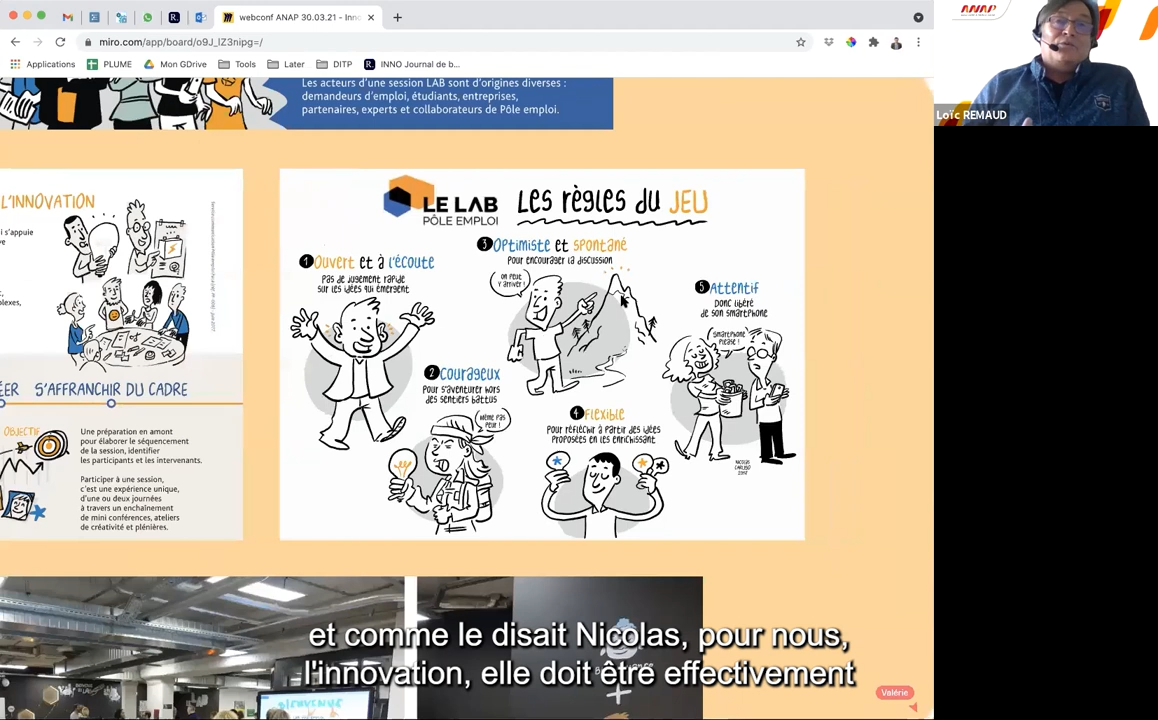 webconf ANAP 30.03.21 - Inno
miro.com/app/board/o9J_lZ3nipg=/
Applications
PLUME
Mon GDrive
Tools
Later
DITP
INNO Journal de b...
ANAP
Loïc REMAUD
Les acteurs d'une session LAB sont d'origines diverses :
demandeurs d'emploi, étudiants, entreprises,
partenaires, experts et collaborateurs de Pôle emploi.
L'INNOVATION
i s'appuie
S'AFFRANCHIR DU CADRE
OBJECTIF
Une préparation en amont
pour élaborer le séquencement
de la session, identifier
les participants et les intervenants.
Participer à une session,
c'est une expérience unique,
d'une ou deux journées
à travers un enchaînement
de mini conférences, ateliers
de créativité et plénières.
LE LAB
PÔLE EMPLOI
Les règles du JEU
1 Ouvert et à l'écoute
Pas de jugement rapide
sur les idées qui émergent
2 Courageux
Pour s'aventurer hors
des sentiers battus
Même pas
peur !
3 Optimiste et spontané
Pour encourager la discussion
On peut
y arriver !
4 Flexible
Pour réfléchir à partir des idées
proposées en les enrichissant
5 Attentif
Donc libéré
de son smartphone
Smartphone
please !
NICOLAS
CARUSO
2017
BIENVENUE
et comme le disait Nicolas, pour nous,
l'innovation, elle doit être effectivement
Valérie